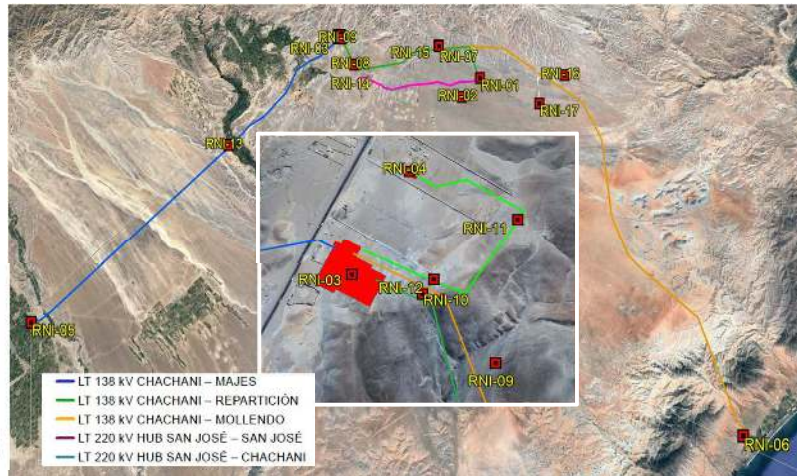 RNI-09
RNI-03
RNI-15
RNI-07
RNI-08
RNI-14
RNI-01
RNI-02
RNI-16
RNI-17
RNI-13
RNI-04
RNI-11
RNI-03
RNI-12
RNI-10
RNI-09
RNI-05
RNI-06
LT 138 kV CHACHANI – MAJES
LT 138 kV CHACHANI – REPARTICIÓN
LT 138 kV CHACHANI – MOLLENDO
LT 220 kV HUB SAN JOSÉ – SAN JOSÉ
LT 220 kV HUB SAN JOSÉ – CHACHANI